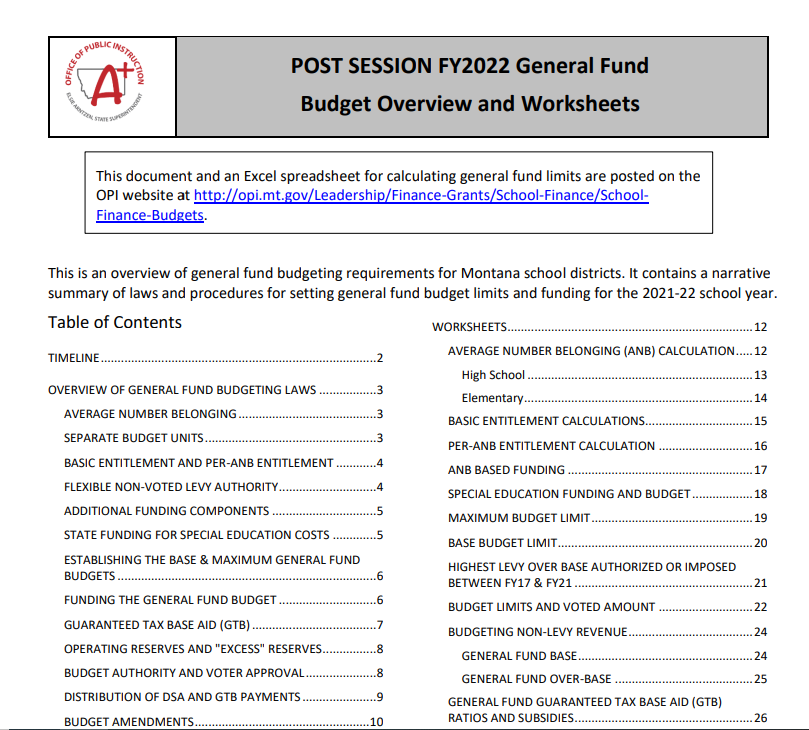 OFFICE OF PUBLIC INSTRUCTION
A+
ELSIE ARNTZEN, STATE SUPERINTENDENT
POST SESSION FY2022 General Fund
Budget Overview and Worksheets
This document and an Excel spreadsheet for calculating general fund limits are posted on the
OPI website at http://opi.mt.gov/Leadership/Finance-Grants/School-Finance/School-
Finance-Budgets.
This is an overview of general fund budgeting requirements for Montana school districts. It contains a narrative
summary of laws and procedures for setting general fund budget limits and funding for the 2021-22 school year.
Table of Contents
TIMELINE...2
OVERVIEW OF GENERAL FUND BUDGETING LAWS...3
AVERAGE NUMBER BELONGING...3
SEPARATE BUDGET UNITS...3
BASIC ENTITLEMENT AND PER-ANB ENTITLEMENT...4
FLEXIBLE NON-VOTED LEVY AUTHORITY...4
ADDITIONAL FUNDING COMPONENTS...5
STATE FUNDING FOR SPECIAL EDUCATION COSTS...5
ESTABLISHING THE BASE & MAXIMUM GENERAL FUND
BUDGETS...6
FUNDING THE GENERAL FUND BUDGET...6
GUARANTEED TAX BASE AID (GTB)...7
OPERATING RESERVES AND "EXCESS" RESERVES...8
BUDGET AUTHORITY AND VOTER APPROVAL...8
DISTRIBUTION OF DSA AND GTB PAYMENTS...9
BUDGET AMENDMENTS...10
WORKSHEETS...12
AVERAGE NUMBER BELONGING (ANB) CALCULATION...12
High School...13
Elementary...14
BASIC ENTITLEMENT CALCULATIONS...15
PER-ANB ENTITLEMENT CALCULATION...16
ANB BASED FUNDING...17
SPECIAL EDUCATION FUNDING AND BUDGET...18
MAXIMUM BUDGET LIMIT...19
BASE BUDGET LIMIT...20
HIGHEST LEVY OVER BASE AUTHORIZED OR IMPOSED
BETWEEN FY17 & FY21...21
BUDGET LIMITS AND VOTED AMOUNT...22
BUDGETING NON-LEVY REVENUE...24
GENERAL FUND BASE...24
GENERAL FUND OVER-BASE...25
GENERAL FUND GUARANTEED TAX BASE AID (GTB)
RATIOS AND SUBSIDIES...26